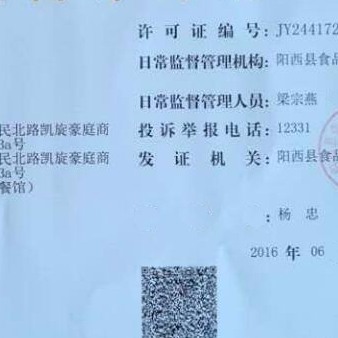 许可证编号：JY244172
日常监督管理机构：阳西县食品
日常监督管理人员：梁宗燕
民北路凯旋豪庭商
3a号
投诉举报电话：12331
民北路凯旋豪庭商
3a号
发证机关：阳西县食
餐馆）
：杨忠
2016 年 06